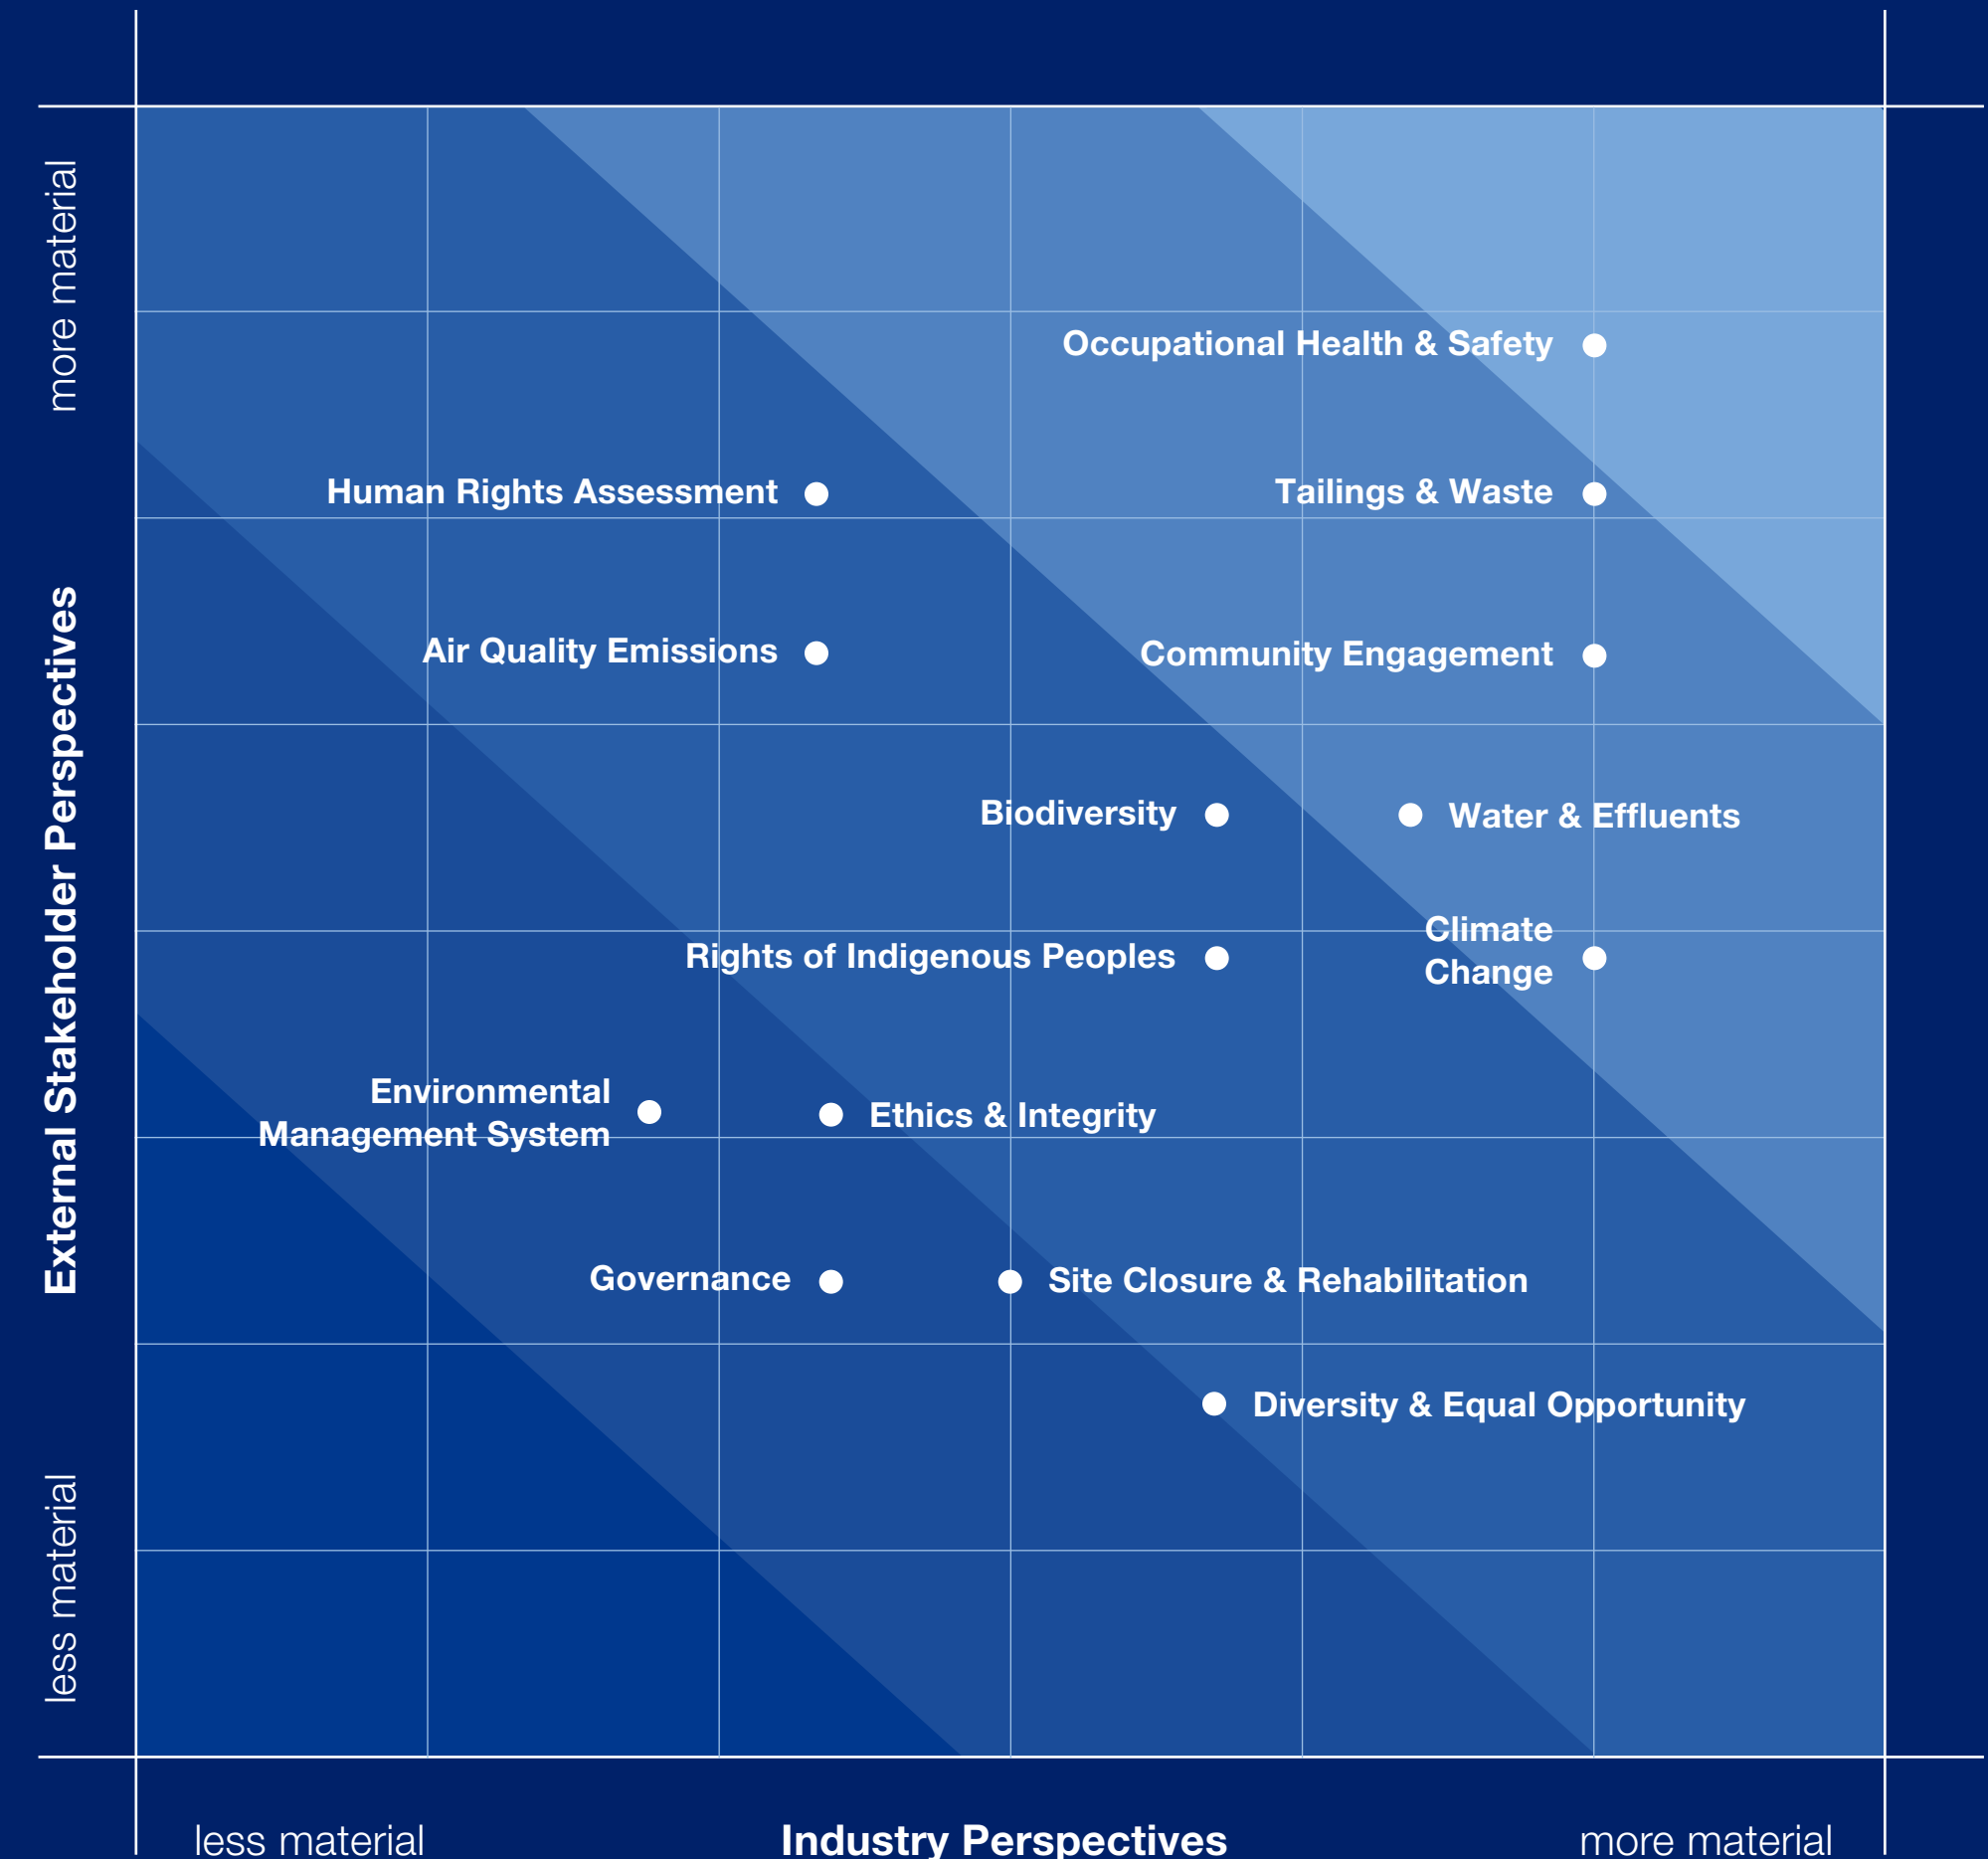 more material
External Stakeholder Perspectives
less material
Occupational Health & Safety
Human Rights Assessment
Tailings & Waste
Air Quality Emissions
Community Engagement
Biodiversity
Water & Effluents
Rights of Indigenous Peoples
Climate
Change
Environmental
Management System
Ethics & Integrity
Governance
Site Closure & Rehabilitation
Diversity & Equal Opportunity
less material
Industry Perspectives
more material